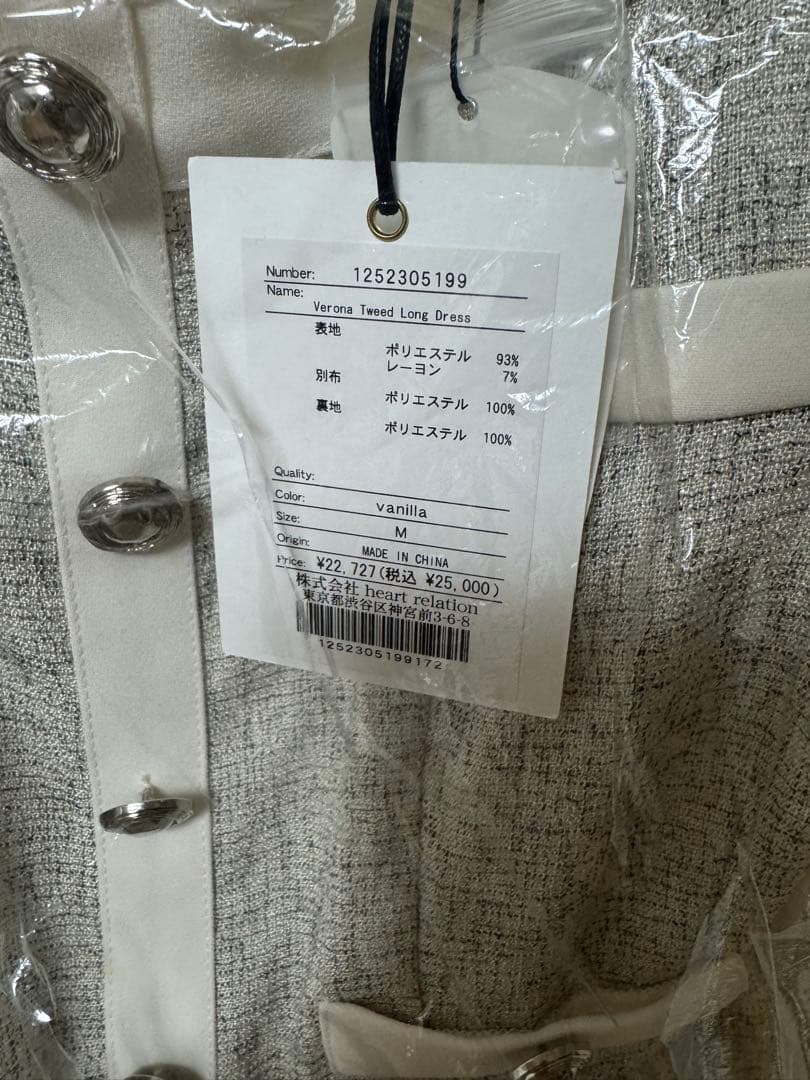 Number: 1252305199
Name:
Verona Tweed Long Dress
表地
ポリエステル 93%
レーヨン 7%
別布
ポリエステル 100%
裏地
ポリエステル 100%
Quality:
Color: vanilla
Size: M
Origin: MADE IN CHINA
Price: ¥22,727(税込 ¥25,000)
株式会社 heart relation
東京都渋谷区神宮前3-6-8
1252305199172